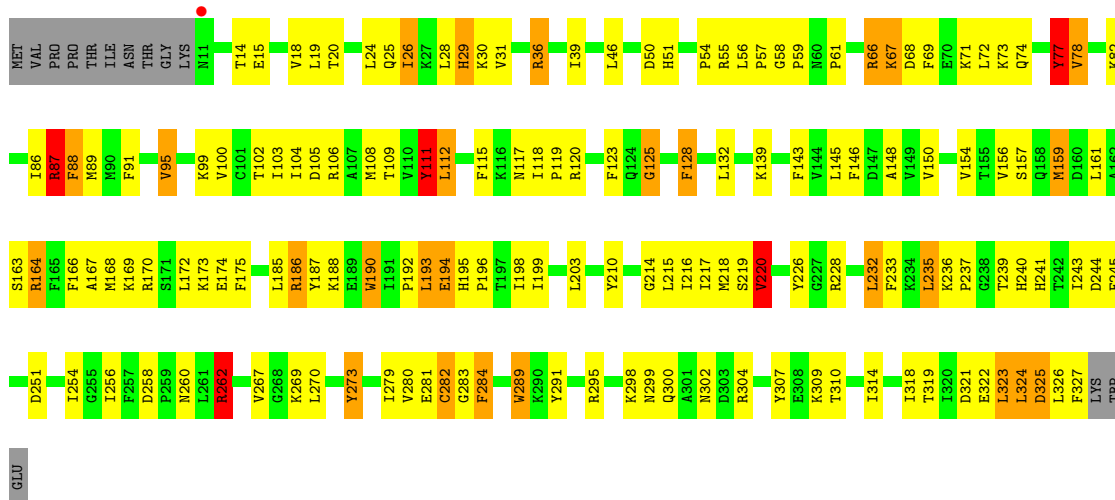 MET VAL PRO PRO THR ILE ASN THR GLY LYS N11 T14 E15 V18 L19 T20 L24 Q25 I26 K27 L28 H29 K30 V31 R36 I39 L46 D50 H51 P54 R55 L56 P57 G58 P59 N60 P61 R66 K67 D68 F69 E70 K71 L72 K73 Q74 Y77 V78 K82
I86 R87 F88 M89 M90 F91 V95 K99 V100 C101 T102 I103 I104 D105 R106 A107 M108 T109 V110 Y111 L112 F115 K116 N117 I118 P119 R120 F123 Q124 G125 F128 L132 K139 F143 V144 L145 F146 D147 A148 V149 V150 V154 T155 V156 S157 Q158 M159 D160 L161 A162
S163 R164 F165 F166 A167 M168 K169 R170 S171 L172 K173 E174 F175 L185 R186 Y187 K188 E189 W190 I191 P192 L193 E194 H195 P196 T197 I198 I199 L203 Y210 G214 L215 I216 I217 M218 S219 V220 Y226 G227 R228 L232 F233 K234 L235 K236 P237 G238 T239 H240 H241 T242 I243 D244
D251 I254 G255 I256 F257 D258 P259 N260 L261 R262 V267 G268 K269 L270 Y273 I279 V280 E281 C282 G283 F284 W289 K290 Y291 R295 K298 N299 Q300 A301 N302 D303 R304 Y307 E308 K309 T310 I314 I318 T319 I320 D321 E322 L323 L324 D325 L326 F327 LYS
GLU